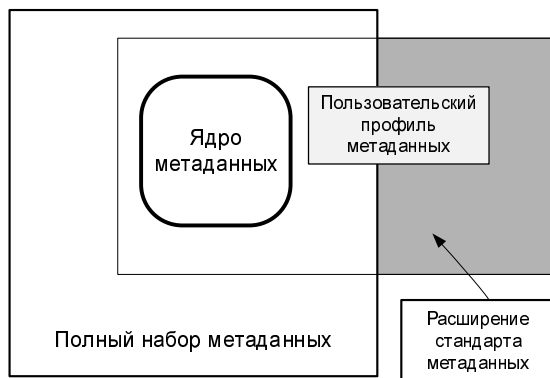 Ядро
метаданных
Пользовательский
профиль
метаданных
Полный набор метаданных
Расширение
стандарта
метаданных